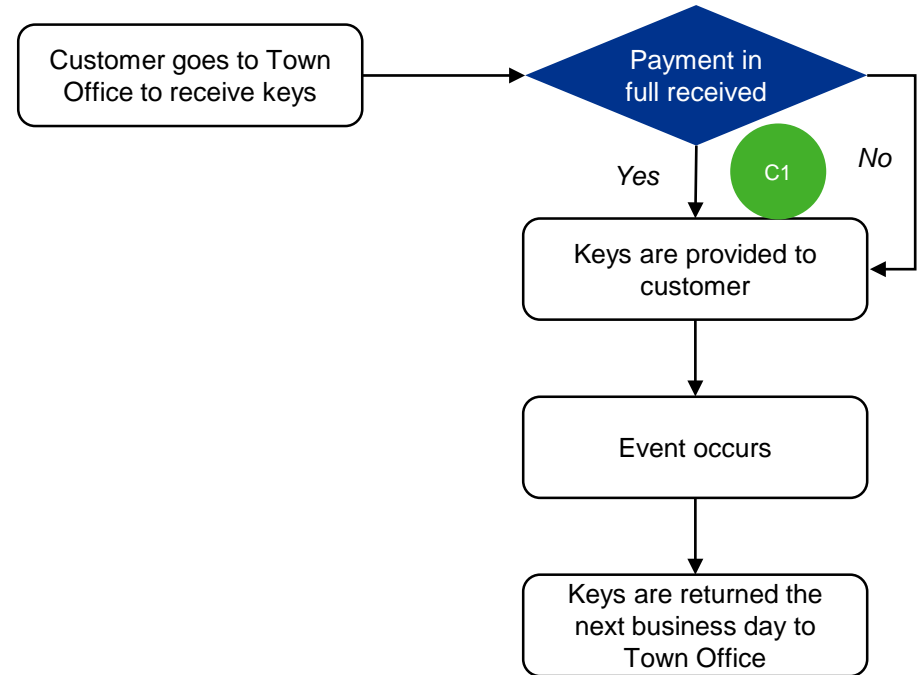 Customer goes to Town
Office to receive keys
Payment in
full received
Yes
C1
No
Keys are provided to
customer
Event occurs
Keys are returned the
next business day to
Town Office